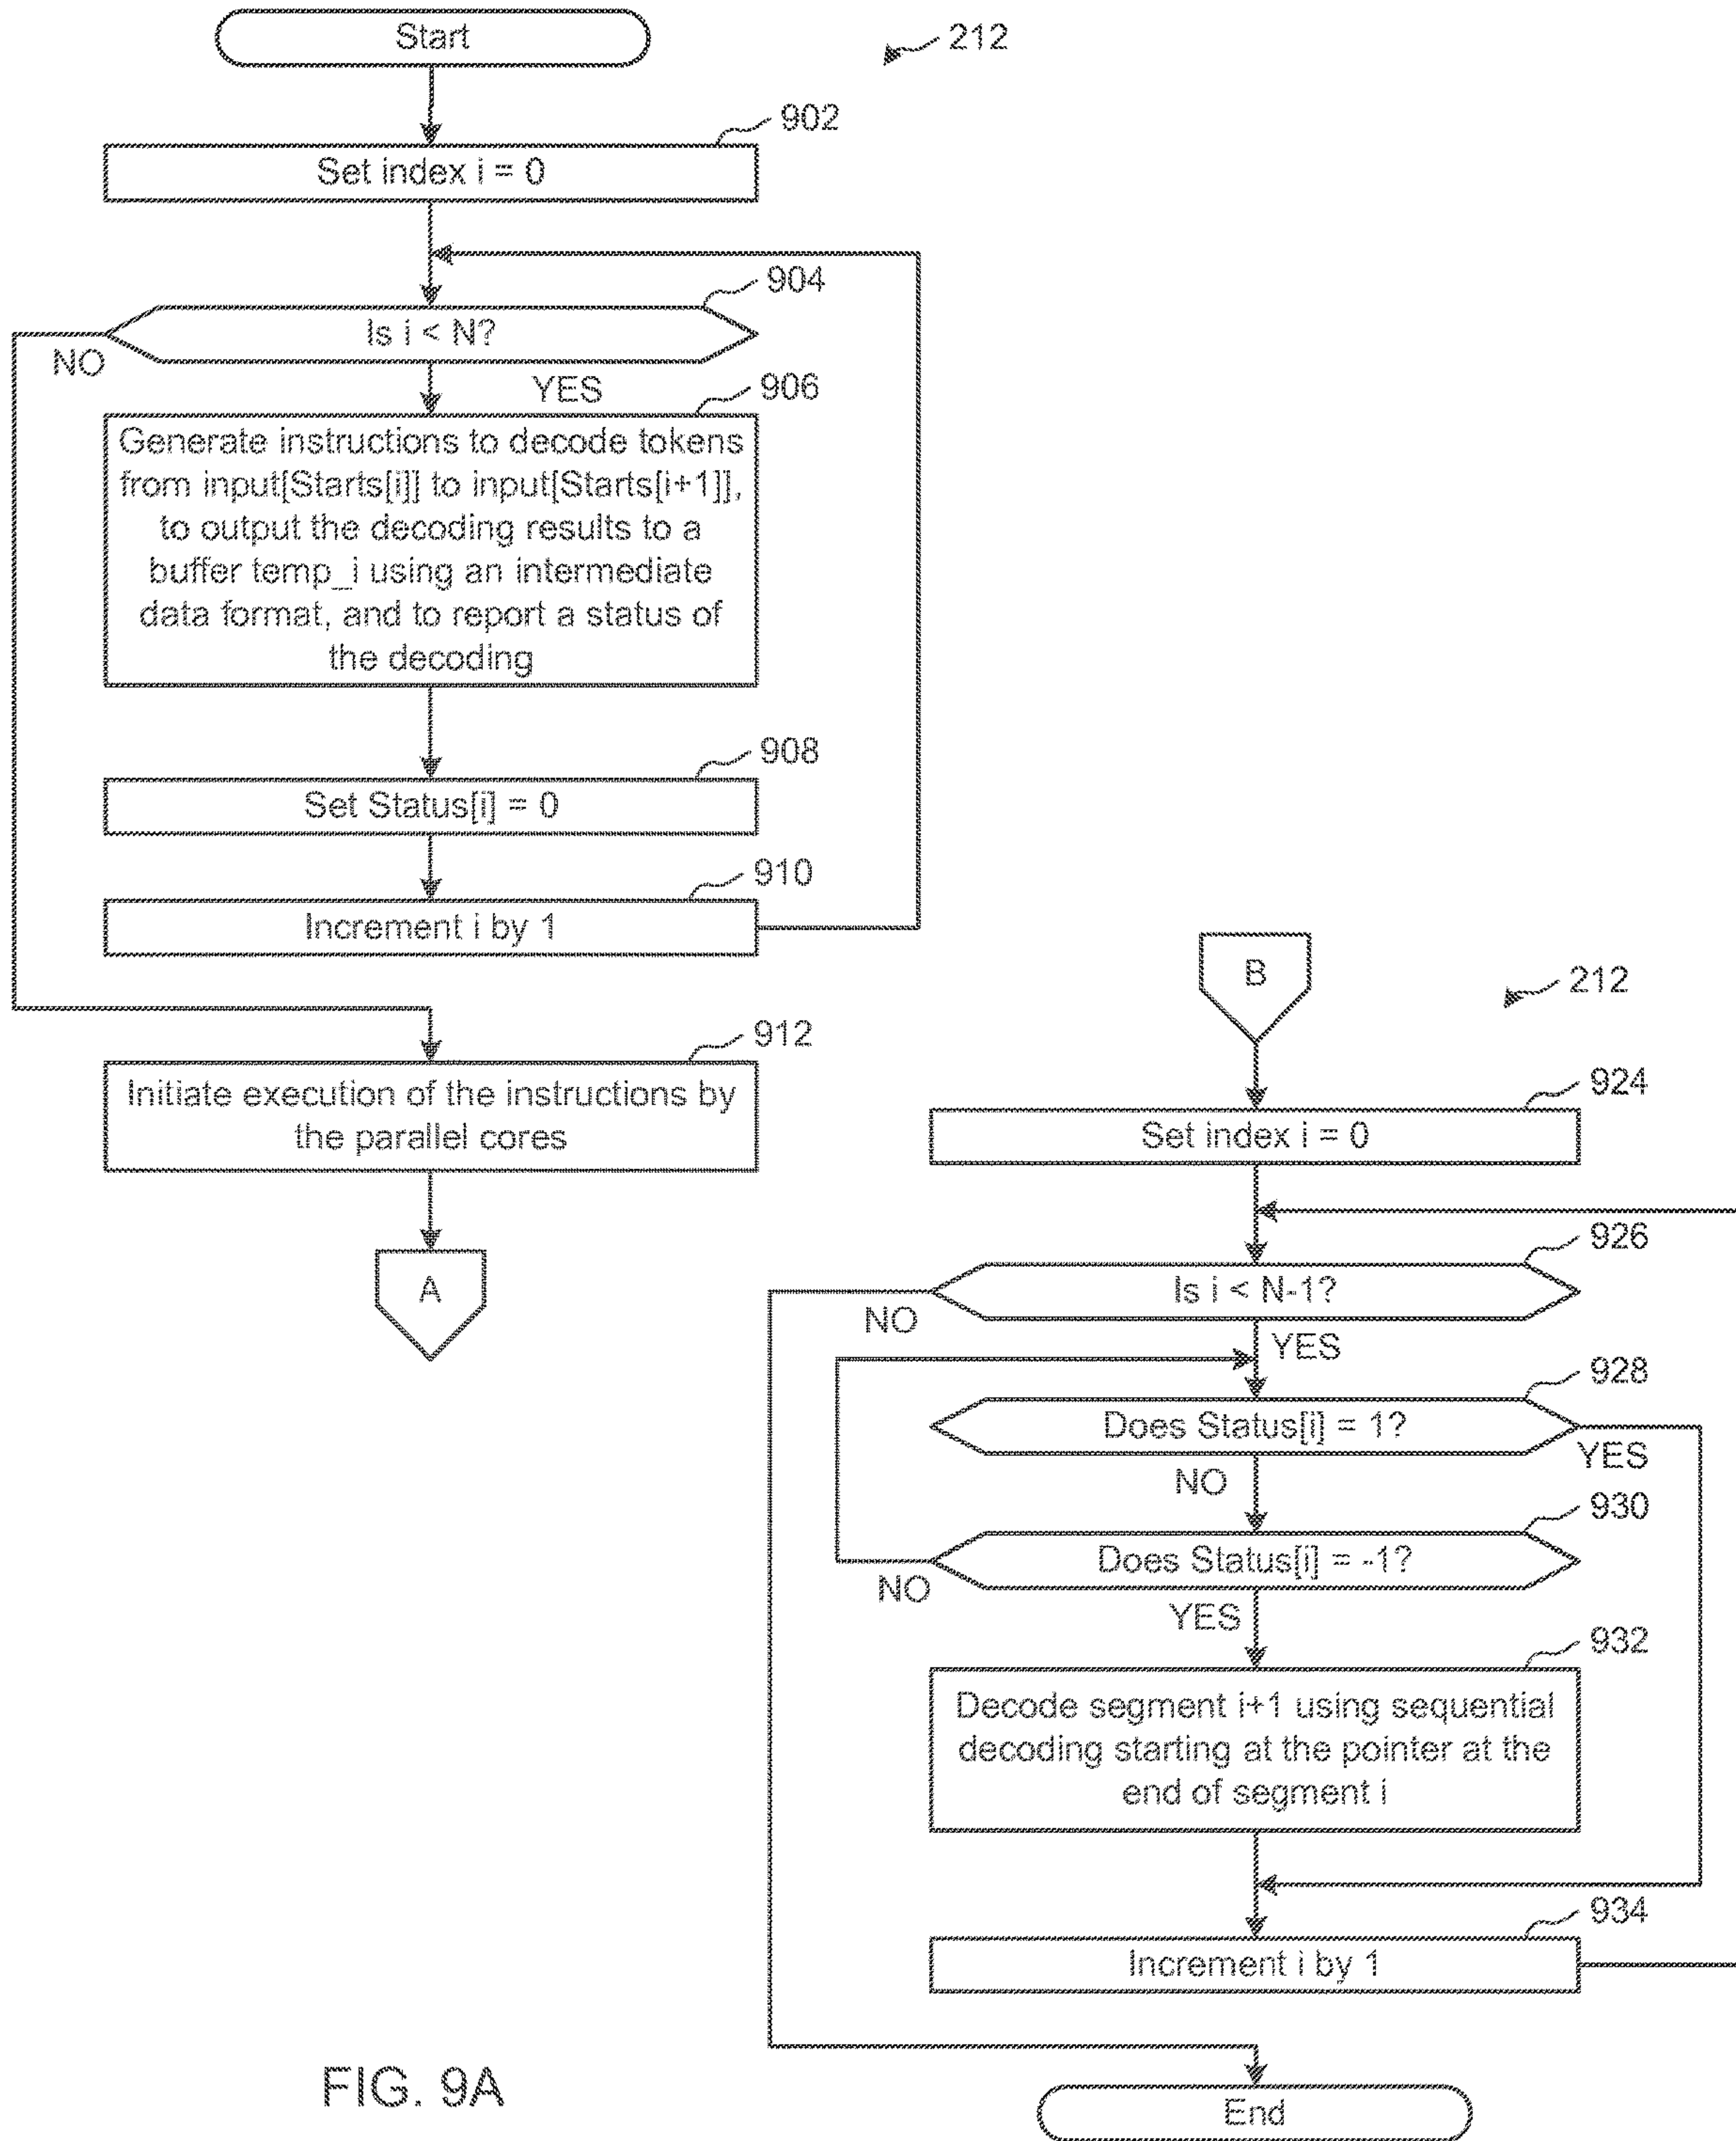 Start
212
902
Set index i = 0
904
Is i < N?
NO
YES
906
Generate instructions to decode tokens
from input[Starts[i]] to input[Starts[i+1]],
to output the decoding results to a
buffer temp_i using an intermediate
data format, and to report a status of
the decoding
908
Set Status[i] = 0
910
Increment i by 1
912
Initiate execution of the instructions by
the parallel cores
A
B
212
924
Set index i = 0
926
Is i < N-1?
NO
YES
928
Does Status[i] = 1?
YES
NO
930
Does Status[i] = -1?
NO
YES
932
Decode segment i+1 using sequential
decoding starting at the pointer at the
end of segment i
934
Increment i by 1
End
FIG. 9A